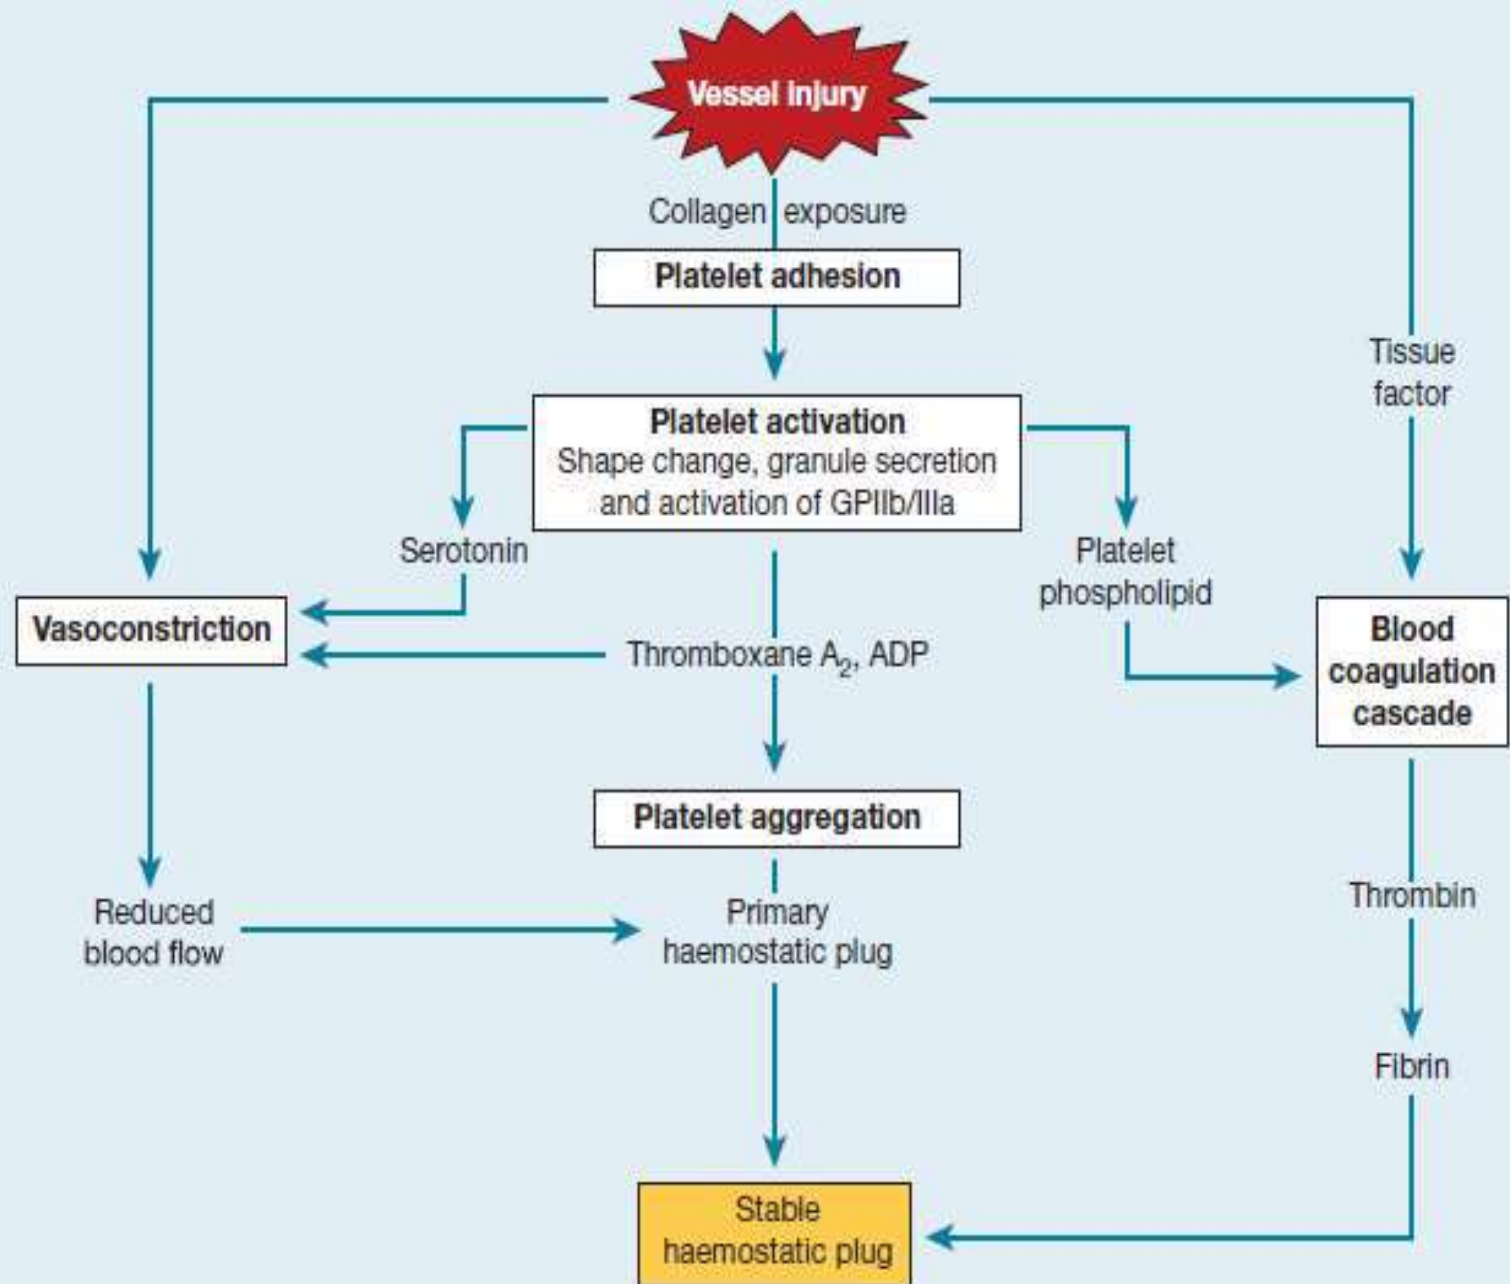 Vessel injury
Collagen exposure
Platelet adhesion
Tissue
factor
Platelet activation
Shape change, granule secretion
and activation of GPIIb/IIIa
Serotonin
Platelet
phospholipid
Vasoconstriction
Thromboxane A₂, ADP
Blood
coagulation
cascade
Platelet aggregation
Reduced
blood flow
Primary
haemostatic plug
Thrombin
Fibrin
Stable
haemostatic plug